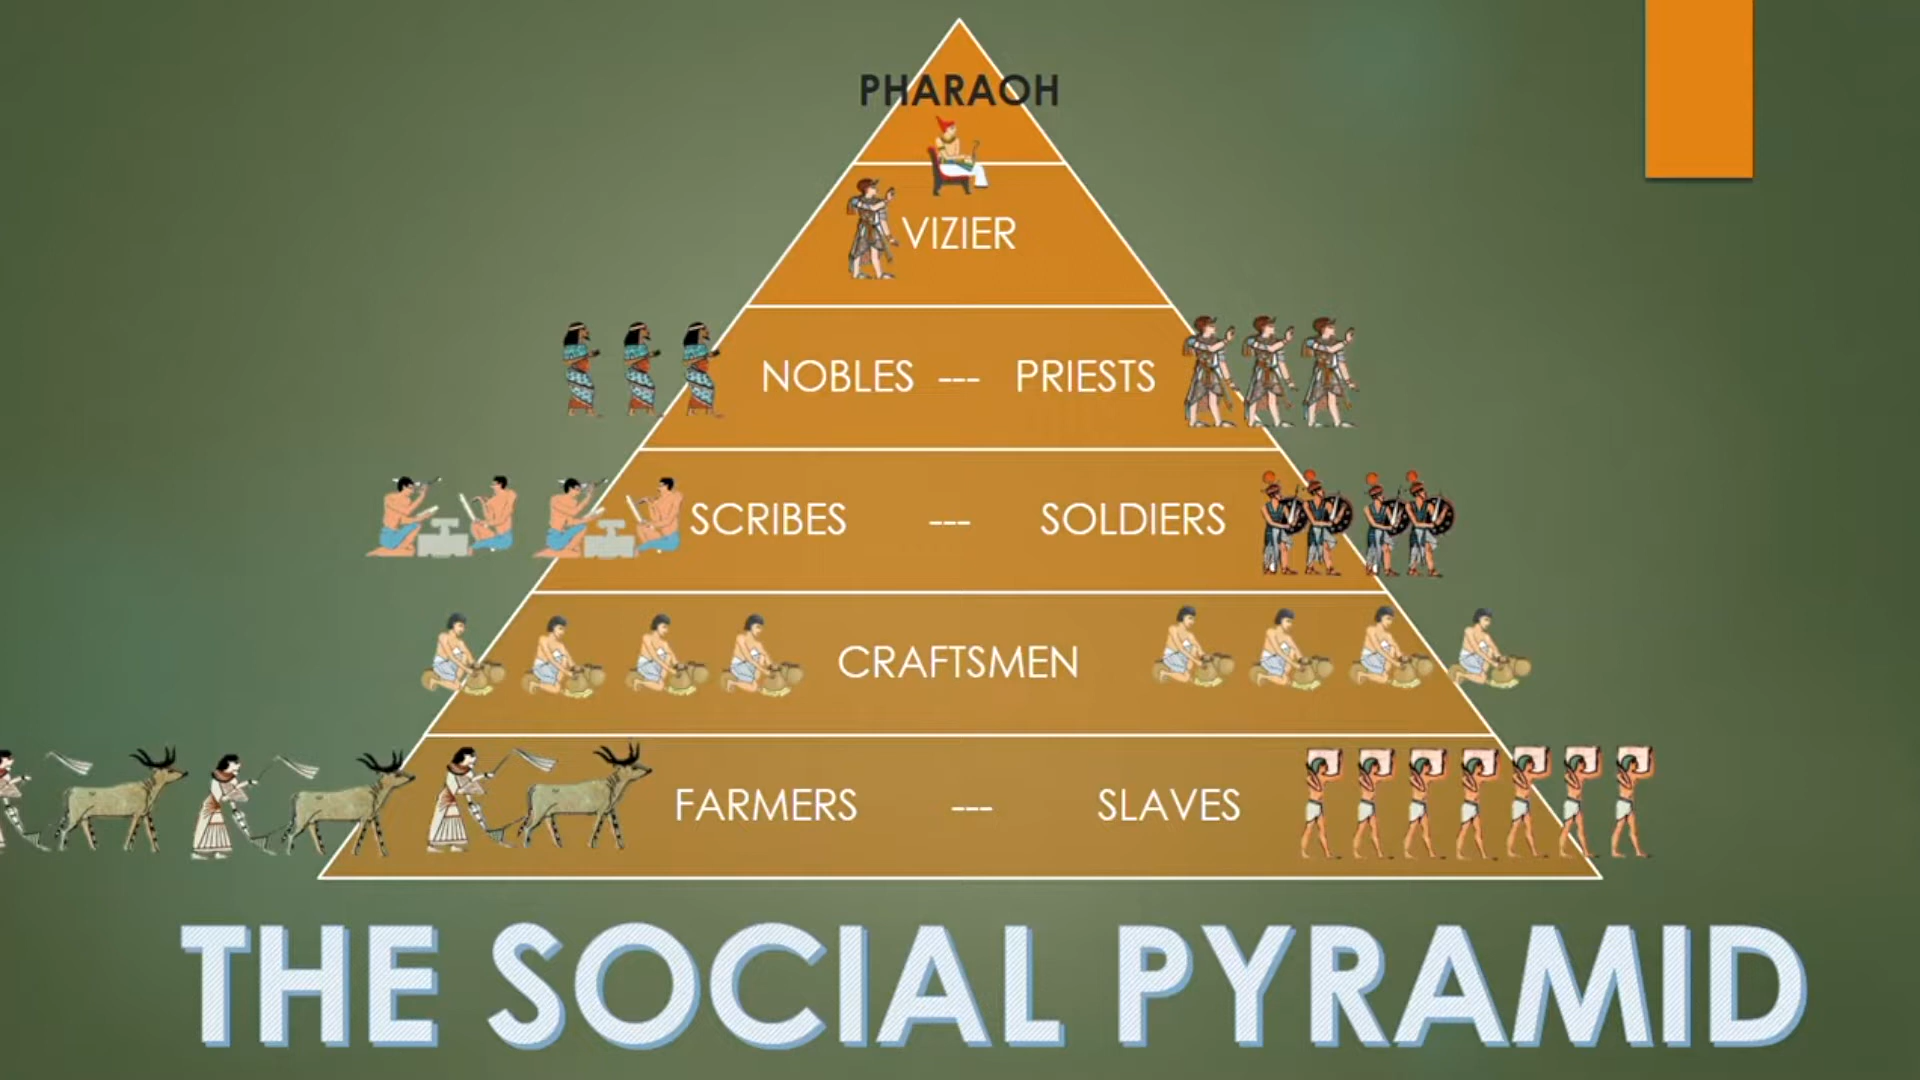 PHARAOH
VIZIER
NOBLES --- PRIESTS
SCRIBES --- SOLDIERS
CRAFTSMEN
FARMERS --- SLAVES
THE SOCIAL PYRAMID